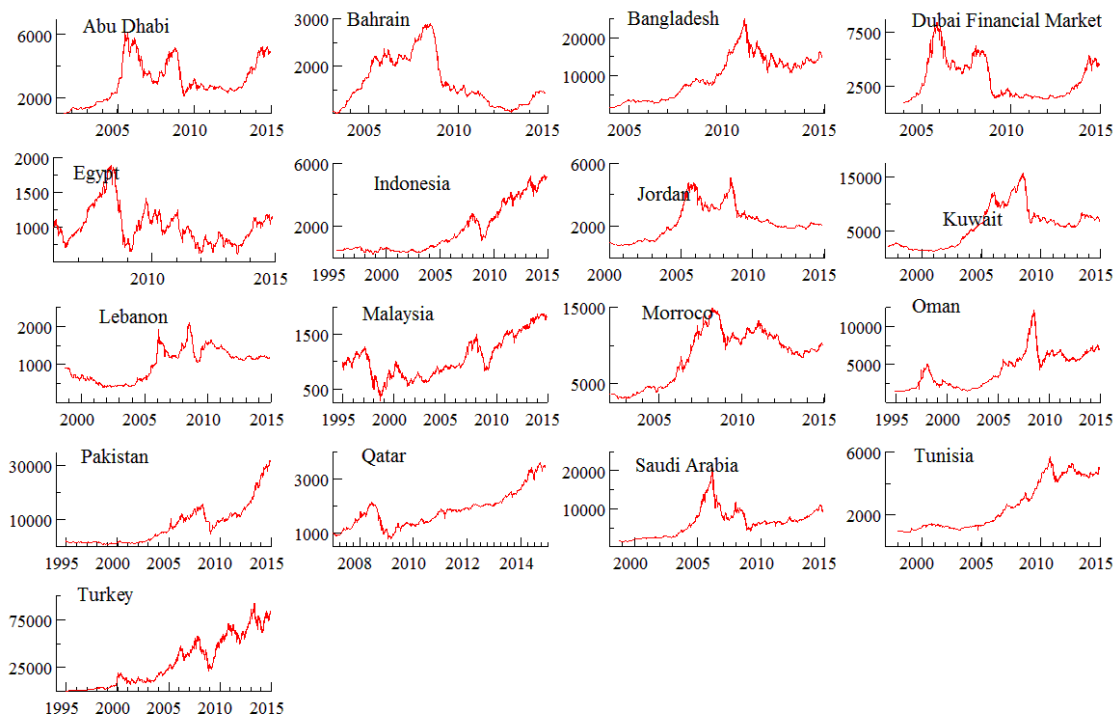 Abu Dhabi
6000
2000
2005 2010 2015
Bahrain
3000
2000
2005 2010 2015
Bangladesh
25000
15000
2005 2010 2015
Dubai Financial Market
7500
2500
2005 2010 2015
Egypt
2000
1500
1000
2010 2015
Indonesia
6000
2000
1995 2000 2005 2010 2015
Jordan
6000
2000
2000 2005 2010 2015
Kuwait
15000
5000
2000 2005 2010 2015
Lebanon
2000
1000
2000 2005 2010 2015
Malaysia
1500
500
1995 2000 2005 2010 2015
Morroco
15000
5000
2005 2010 2015
Oman
10000
5000
1995 2000 2005 2010 2015
Pakistan
30000
10000
1995 2000 2005 2010 2015
Qatar
3000
1000
2008 2010 2012 2014
Saudi Arabia
20000
10000
2000 2005 2010 2015
Tunisia
6000
2000
2000 2005 2010 2015
Turkey
75000
25000
1995 2000 2005 2010 2015